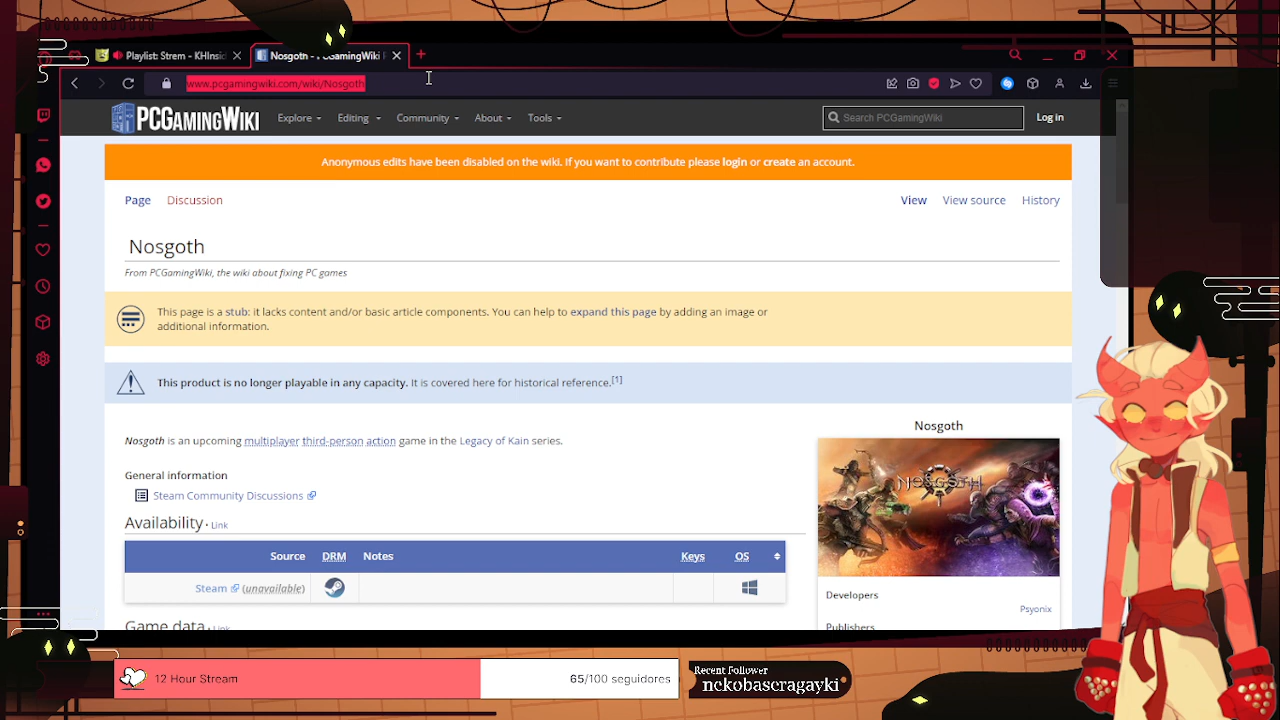 Playlist: Strem - KHInsid
Nosgoth - PCGamingWiki P
www.pcgamingwiki.com/wiki/Nosgoth
PCGamingWiki
Explore
Editing
Community
About
Tools
Search PCGamingWiki
Log in
Anonymous edits have been disabled on the wiki. If you want to contribute please login or create an account.
Page
Discussion
View
View source
History
Nosgoth
From PCGamingWiki, the wiki about fixing PC games
This page is a stub: it lacks content and/or basic article components. You can help to expand this page by adding an image or
additional information.
This product is no longer playable in any capacity. It is covered here for historical reference.[1]
Nosgoth is an upcoming multiplayer third-person action game in the Legacy of Kain series.
Nosgoth
NOSGOTH
General information
Steam Community Discussions
Availability · Link
Source DRM Notes Keys OS
Steam (unavailable)
Developers
Psyonix
Game data · Link
Publishers
12 Hour Stream
65/100 seguidores
Recent Follower
nekobaseragayki